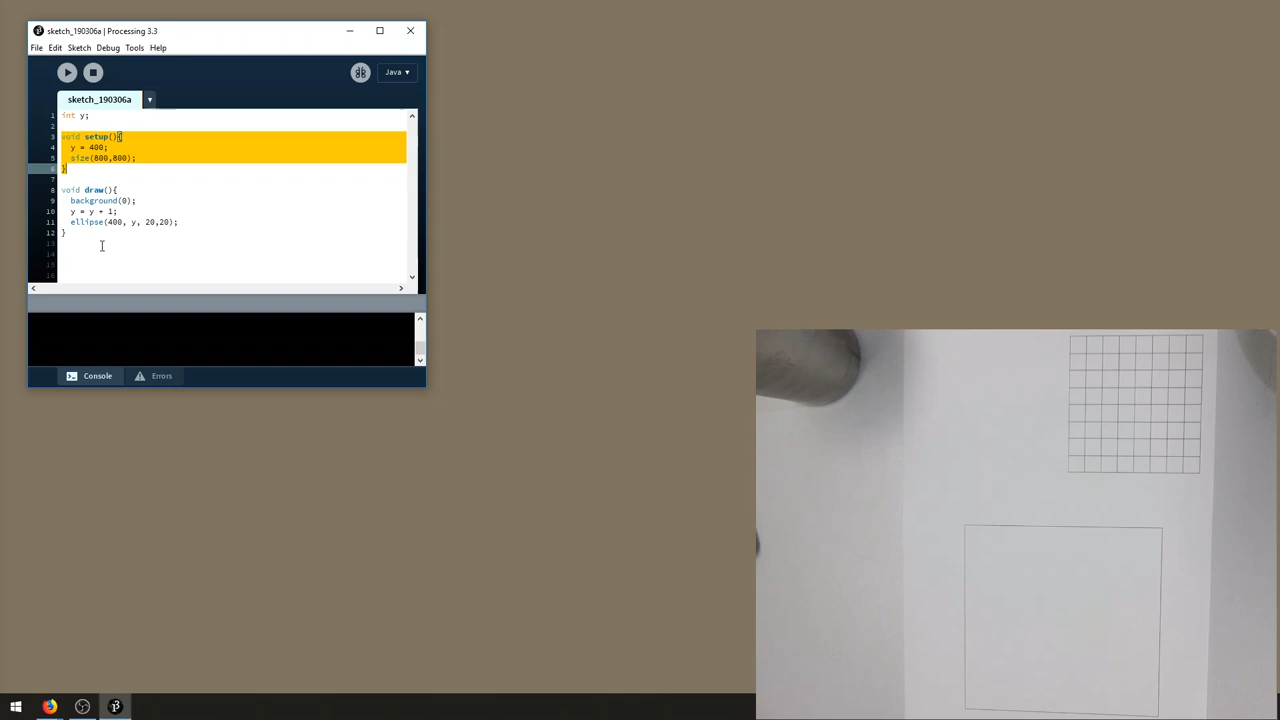 sketch_190306a | Processing 3.3
File Edit Sketch Debug Tools Help
Java ▾
sketch_190306a
1 int y;
2
3 void setup(){
4 y = 400;
5 size(800,800);
6 }
7
8 void draw(){
9 background(0);
10 y = y + 1;
11 ellipse(400, y, 20,20);
12 }
13
14
15
16
Console Errors